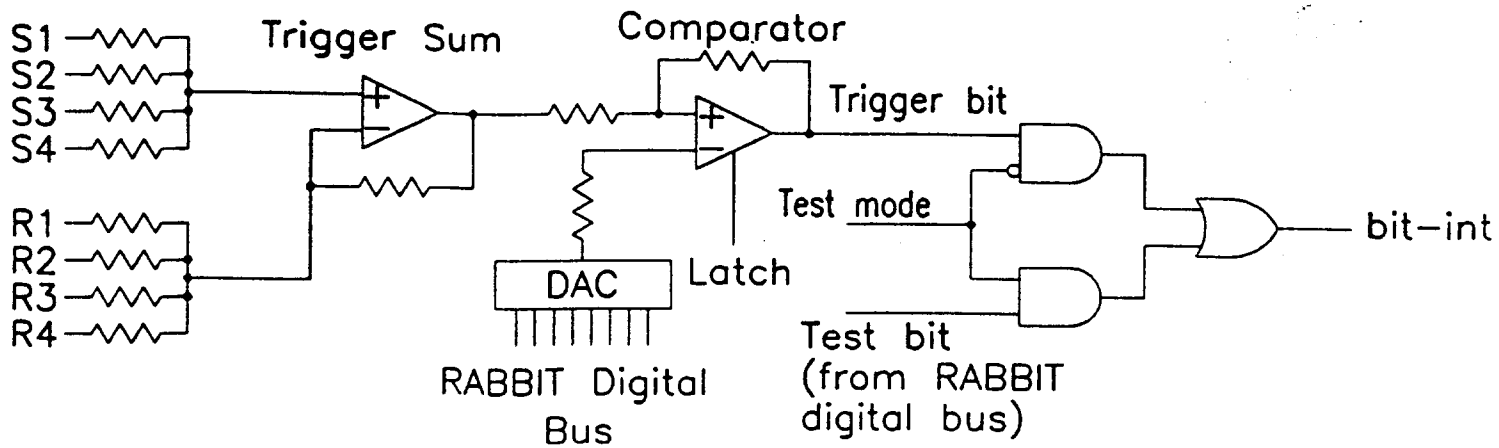 S1
S2
S3
S4
Trigger Sum
+
−
R1
R2
R3
R4
Comparator
+
−
DAC
RABBIT Digital
Bus
Latch
Trigger bit
Test mode
Test bit
(from RABBIT
digital bus)
bit-int